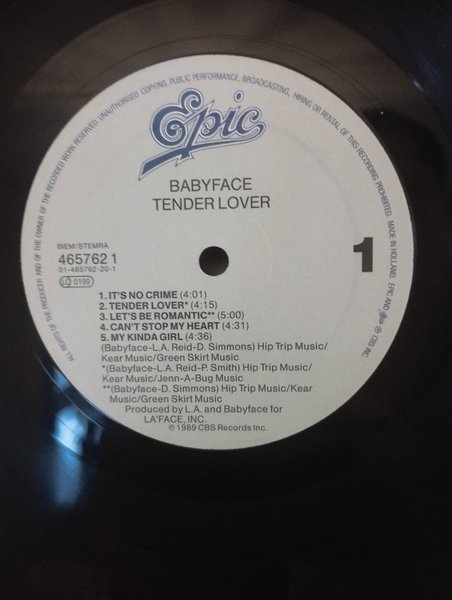 ALL RIGHTS OF THE PRODUCER AND OF THE OWNER OF THE RECORDED WORK RESERVED. UNAUTHORISED COPYING, PUBLIC PERFORMANCE, BROADCASTING, HIRING OR RENTAL OF THIS RECORDING PROHIBITED. MADE IN HOLLAND. EPIC AND
℗ CBS INC.
Epic
BABYFACE
TENDER LOVER
BIEM/STEMRA
465762 1
01-465762-20-1
LC 0199
1
1. IT'S NO CRIME (4:01)
2. TENDER LOVER* (4:15)
3. LET'S BE ROMANTIC** (5:00)
4. CAN'T STOP MY HEART (4:31)
5. MY KINDA GIRL (4:36)
(Babyface-L.A. Reid-D. Simmons) Hip Trip Music/
Kear Music/Green Skirt Music
*(Babyface-L.A. Reid-P. Smith) Hip Trip Music/
Kear Music/Jenn-A-Bug Music
**(Babyface-D. Simmons) Hip Trip Music/Kear
Music/Green Skirt Music
Produced by L.A. and Babyface for
LA'FACE, INC.
℗ 1989 CBS Records Inc.